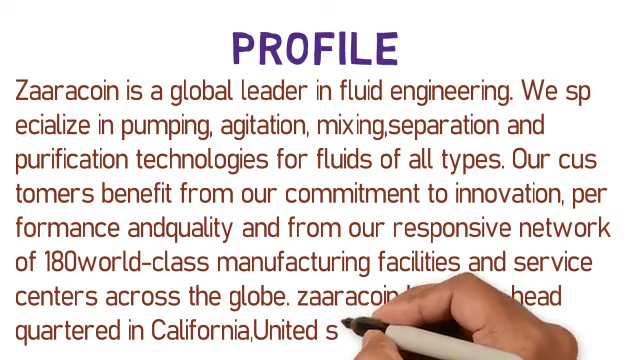 PROFILE
Zaaracoin is a global leader in fluid engineering. We sp
ecialize in pumping, agitation, mixing,separation and
purification technologies for fluids of all types. Our cus
tomers benefit from our commitment to innovation, per
formance andquality and from our responsive network
of 180world-class manufacturing facilities and service
centers across the globe. zaaracoin head
quartered in California,United s